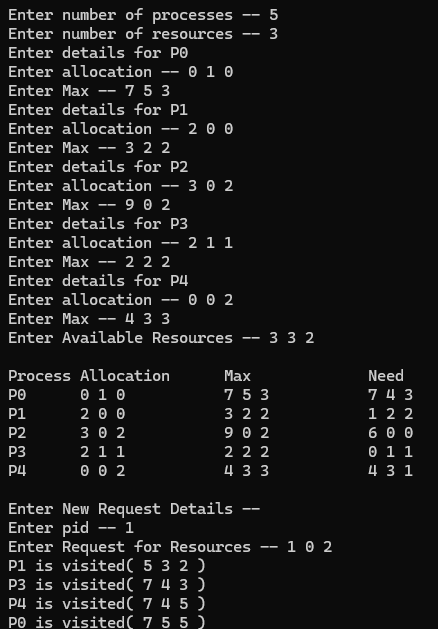 Enter number of processes -- 5
Enter number of resources -- 3
Enter details for P0
Enter allocation -- 0 1 0
Enter Max -- 7 5 3
Enter details for P1
Enter allocation -- 2 0 0
Enter Max -- 3 2 2
Enter details for P2
Enter allocation -- 3 0 2
Enter Max -- 9 0 2
Enter details for P3
Enter allocation -- 2 1 1
Enter Max -- 2 2 2
Enter details for P4
Enter allocation -- 0 0 2
Enter Max -- 4 3 3
Enter Available Resources -- 3 3 2
Process Allocation Max Need
P0 0 1 0 7 5 3 7 4 3
P1 2 0 0 3 2 2 1 2 2
P2 3 0 2 9 0 2 6 0 0
P3 2 1 1 2 2 2 0 1 1
P4 0 0 2 4 3 3 4 3 1
Enter New Request Details --
Enter pid -- 1
Enter Request for Resources -- 1 0 2
P1 is visited( 5 3 2 )
P3 is visited( 7 4 3 )
P4 is visited( 7 4 5 )
P0 is visited( 7 5 5 )